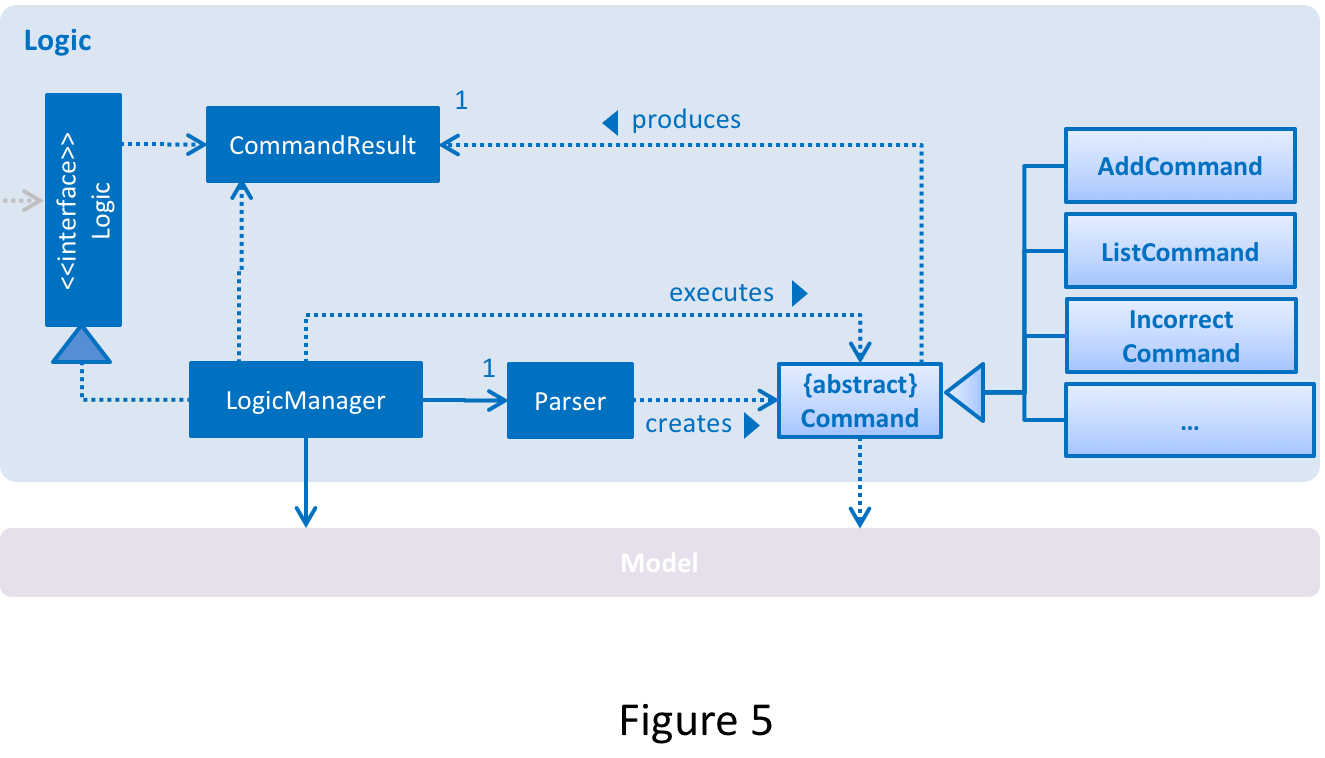 Logic
<<interface>>
Logic
CommandResult
1
produces
AddCommand
ListCommand
Incorrect
Command
...
executes
LogicManager
1
Parser
creates
{abstract}
Command
Model
Figure 5